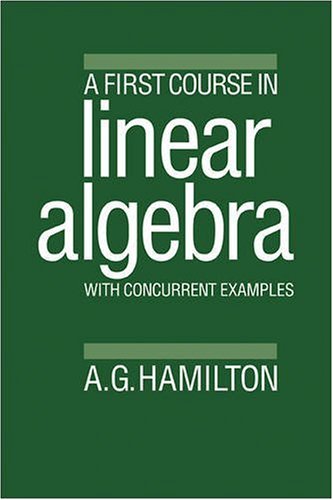 A FIRST COURSE IN
linear
algebra
WITH CONCURRENT EXAMPLES
A.G. HAMILTON